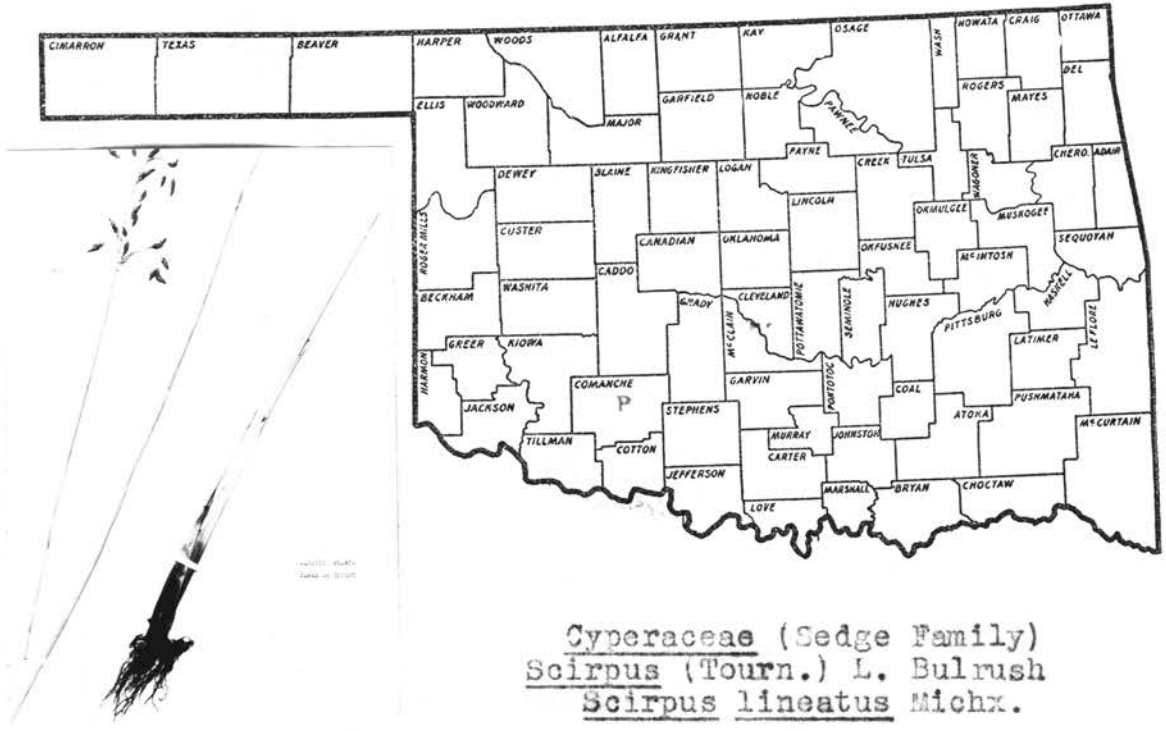 CIMARRON TEXAS BEAVER HARPER WOODS ALFALFA GRANT KAY OSAGE WASH NOWATA CRAIG OTTAWA
ELLIS WOODWARD MAJOR GARFIELD NOBLE PAWNEE ROGERS MAYES DEL
DEWEY BLAINE KINGFISHER LOGAN PAYNE CREEK TULSA WAGONER CHERO. ADAIR
ROGER MILLS CUSTER CANADIAN OKLAHOMA LINCOLN OKMULGEE MUSKOGEE
OKFUSKEE MCINTOSH SEQUOYAH
BECKHAM WASHITA CADDO GRADY MCCLAIN CLEVELAND POTTAWATOMIE SEMINOLE HUGHES PITTSBURG HASKELL LEFLORE
HARMON GREER KIOWA GARVIN PONTOTOC COAL LATIMER
JACKSON COMANCHE STEPHENS ATOKA PUSHMATAHA
P
TILLMAN COTTON MURRAY JOHNSTON MCCURTAIN
JEFFERSON CARTER
LOVE MARSHALL BRYAN CHOCTAW
Cyperaceae (Sedge Family)
Scirpus (Tourn.) L. Bulrush
Scirpus lineatus Michx.